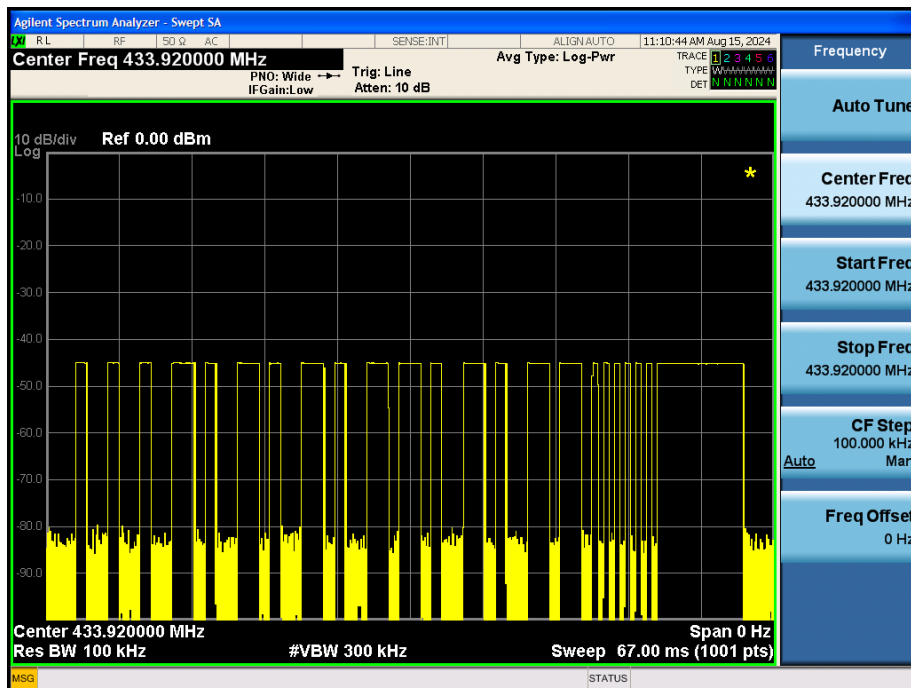 Agilent Spectrum Analyzer - Swept SA
LXI RL RF 50 Ω AC SENSE:INT ALIGN AUTO 11:10:44 AM Aug 15, 2024
Center Freq 433.920000 MHz
Avg Type: Log-Pwr
TRACE 1 2 3 4 5 6
PNO: Wide
Trig: Line
TYPE
IFGain:Low
Atten: 10 dB
DET N N N N N N
10 dB/div Ref 0.00 dBm
Log
*
-10.0
-20.0
-30.0
-40.0
-50.0
-60.0
-70.0
-80.0
-90.0
Center 433.920000 MHz Span 0 Hz
Res BW 100 kHz #VBW 300 kHz Sweep 67.00 ms (1001 pts)
MSG STATUS
Frequency
Auto Tune
Center Freq
433.920000 MHz
Start Freq
433.920000 MHz
Stop Freq
433.920000 MHz
CF Step
100.000 kHz
Auto Man
Freq Offset
0 Hz